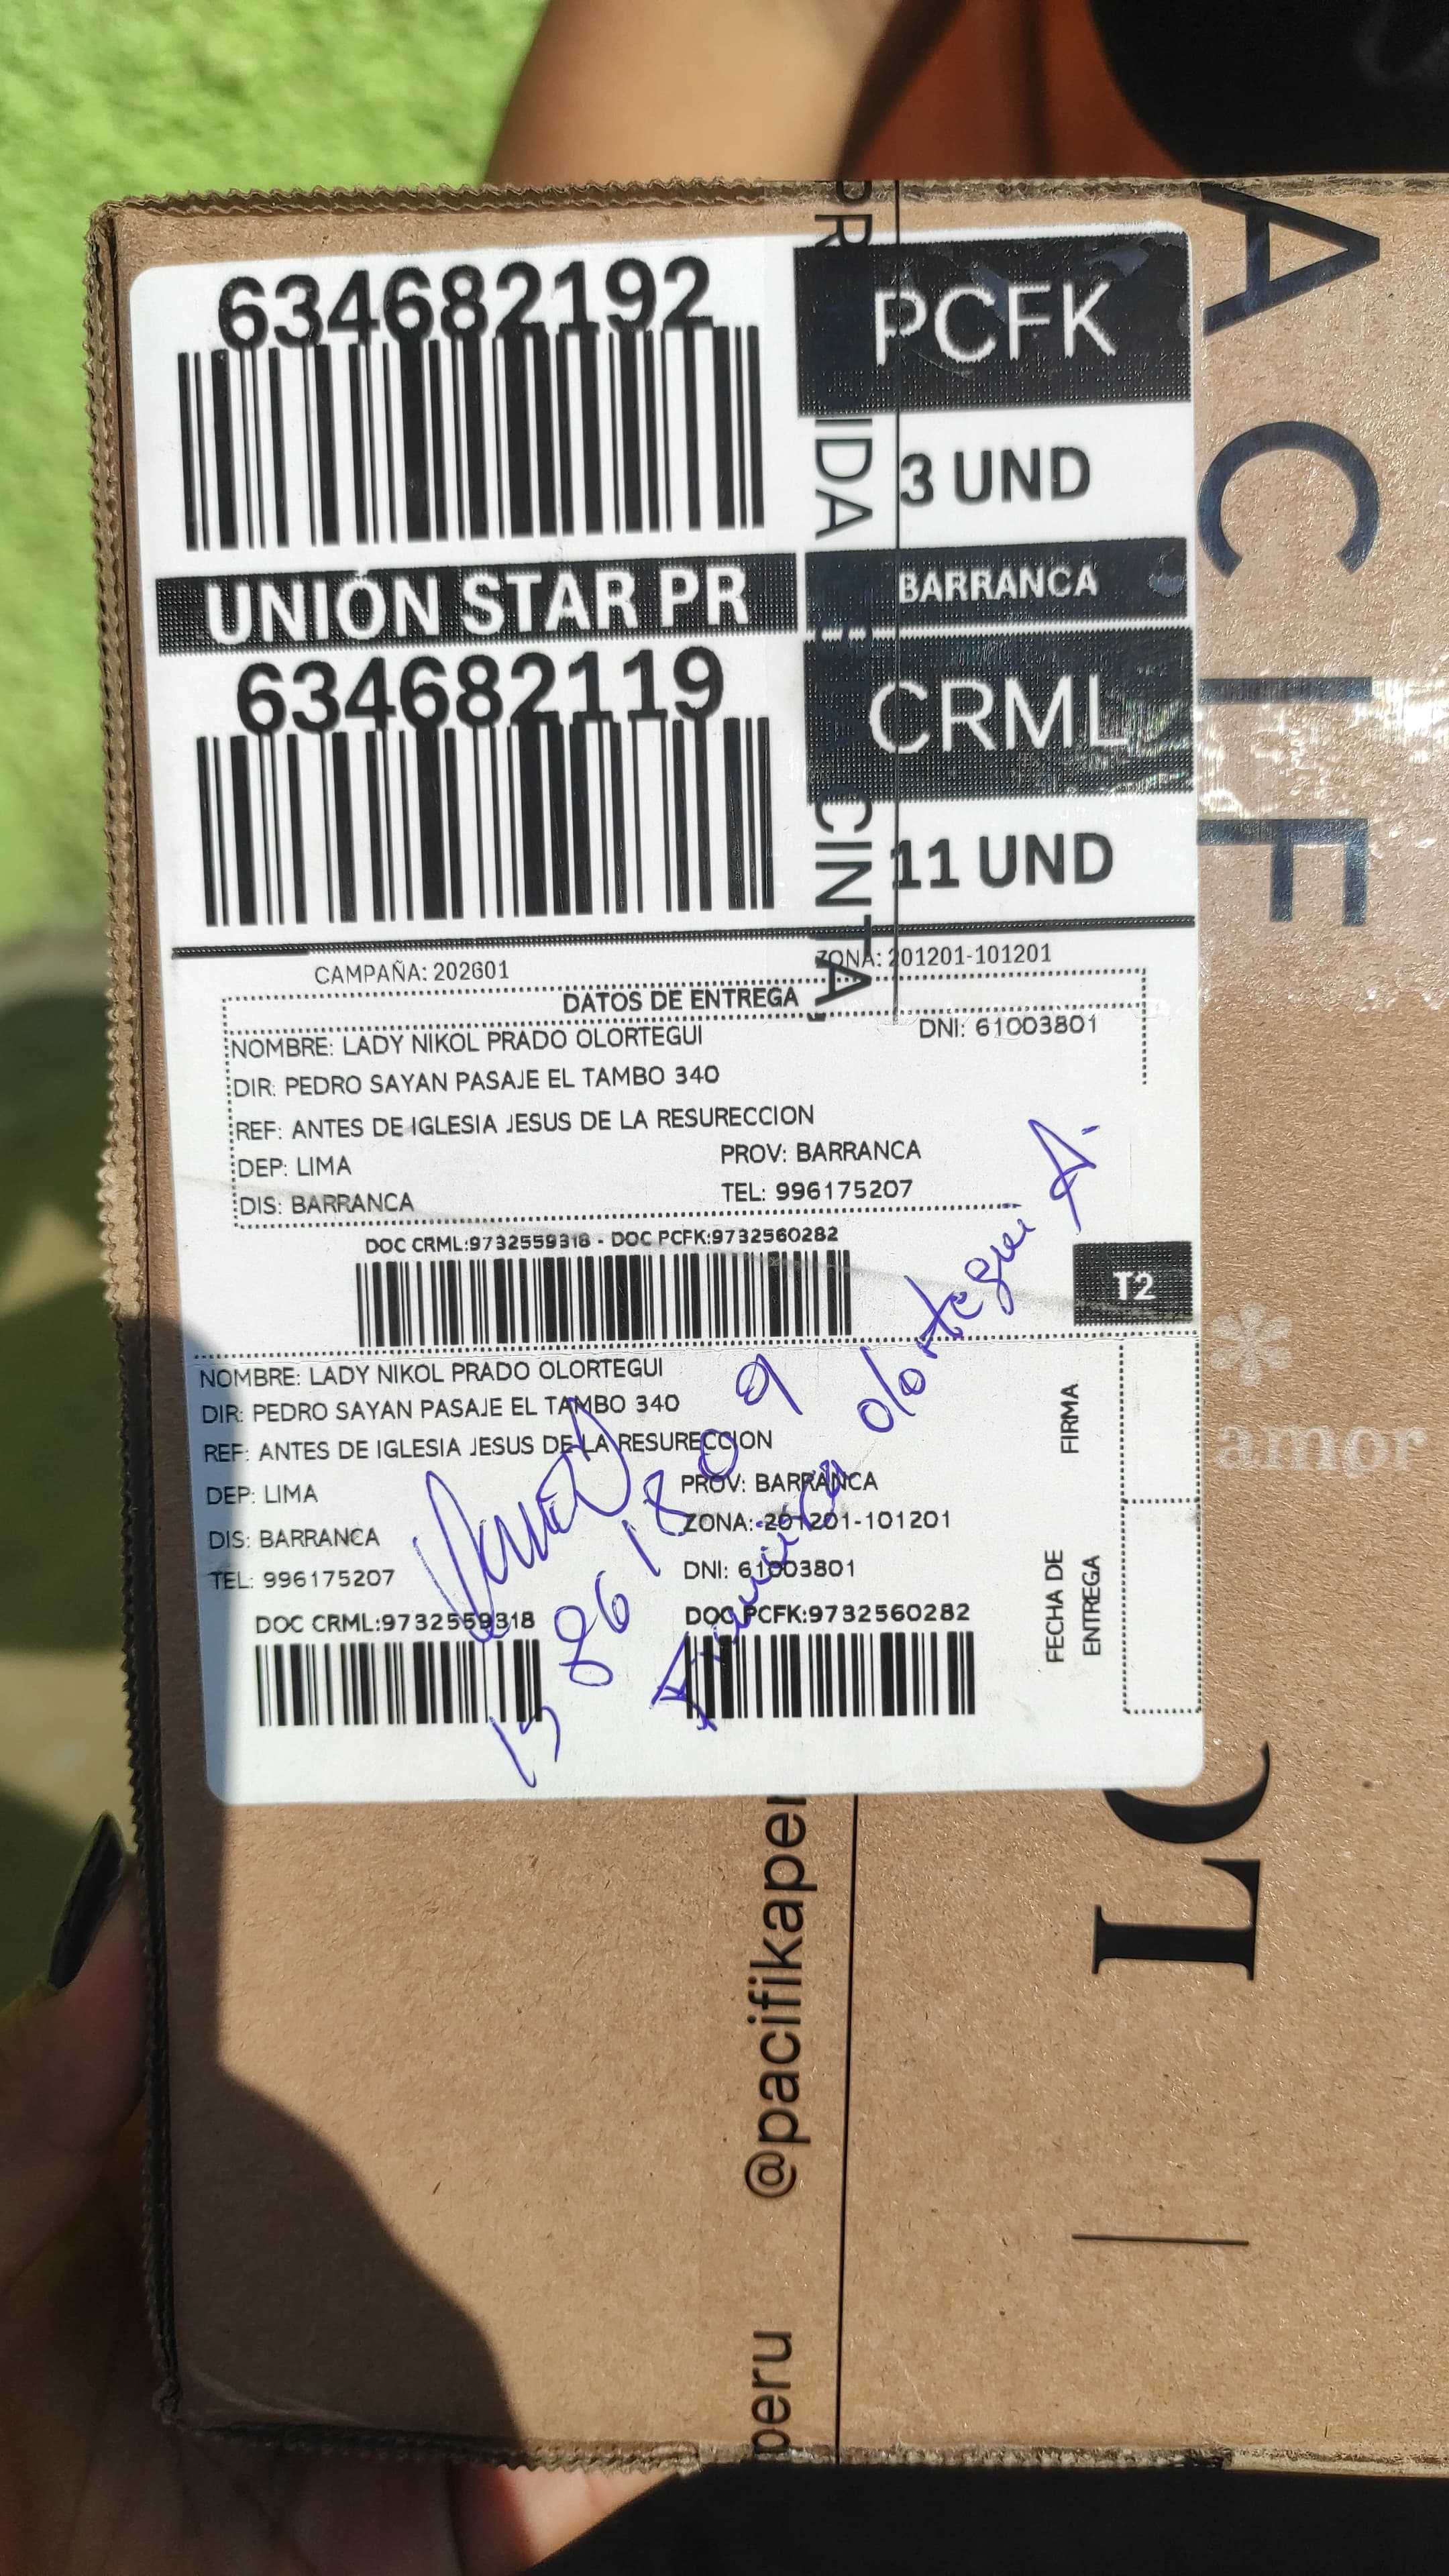 634682192
PCFK
3 UND
UNIÓN STAR PR
BARRANCA
634682119
CRML
11 UND
CAMPAÑA: 202601
ZONA: 201201-101201
DATOS DE ENTREGA
NOMBRE: LADY NIKOL PRADO OLORTEGUI
DNI: 61003801
DIR: PEDRO SAYAN PASAJE EL TAMBO 340
REF: ANTES DE IGLESIA JESUS DE LA RESURECCION
DEP: LIMA
PROV: BARRANCA
DIS: BARRANCA
TEL: 996175207
DOC CRML:9732559318 - DOC PCFK:9732560282
T2
NOMBRE: LADY NIKOL PRADO OLORTEGUI
DIR: PEDRO SAYAN PASAJE EL TAMBO 340
REF: ANTES DE IGLESIA JESUS DE LA RESURECCION
DEP: LIMA
PROV: BARRANCA
DIS: BARRANCA
ZONA: 201201-101201
TEL: 996175207
DNI: 61003801
DOC CRML:9732559318
DOC PCFK:9732560282
FIRMA
FECHA DE
ENTREGA
olortegui A.
CINTA,
ACIF
amor
@pacifikaper
peru